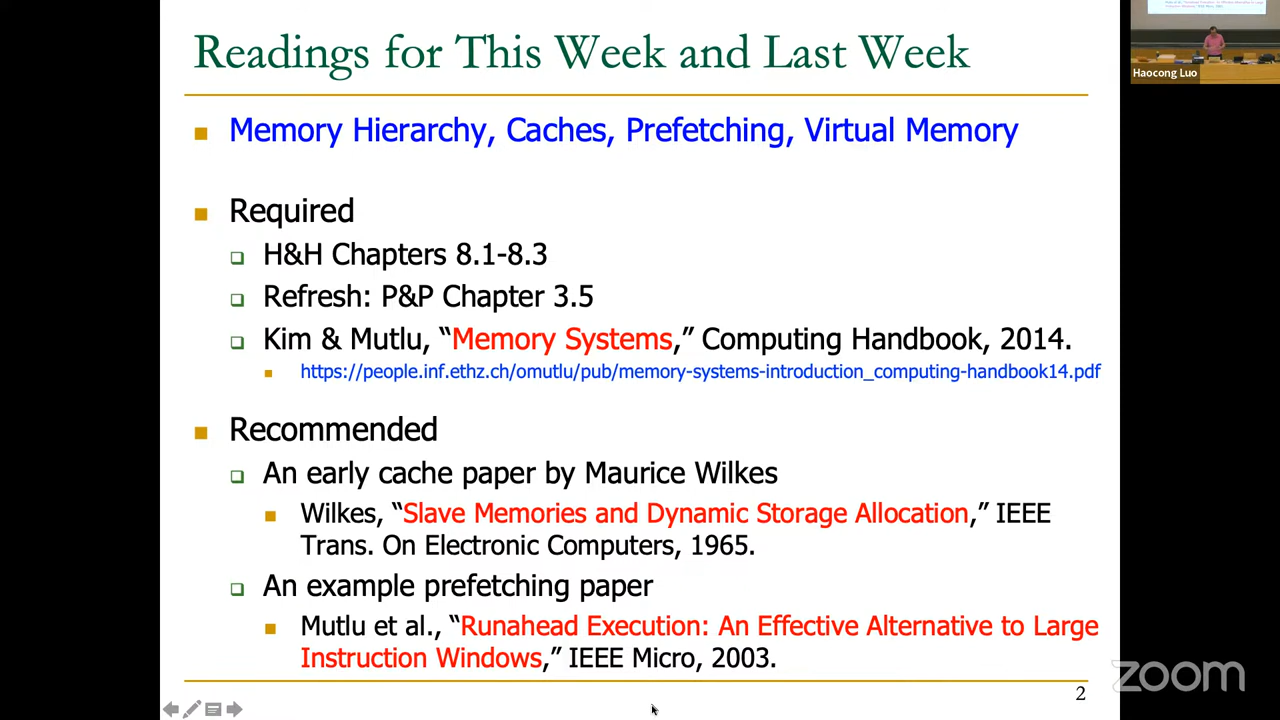 Readings for This Week and Last Week
Memory Hierarchy, Caches, Prefetching, Virtual Memory
Required
H&H Chapters 8.1-8.3
Refresh: P&P Chapter 3.5
Kim & Mutlu, “Memory Systems,” Computing Handbook, 2014.
https://people.inf.ethz.ch/omutlu/pub/memory-systems-introduction_computing-handbook14.pdf
Recommended
An early cache paper by Maurice Wilkes
Wilkes, “Slave Memories and Dynamic Storage Allocation,” IEEE
Trans. On Electronic Computers, 1965.
An example prefetching paper
Mutlu et al., “Runahead Execution: An Effective Alternative to Large
Instruction Windows,” IEEE Micro, 2003.
2
Haocong Luo
zoom